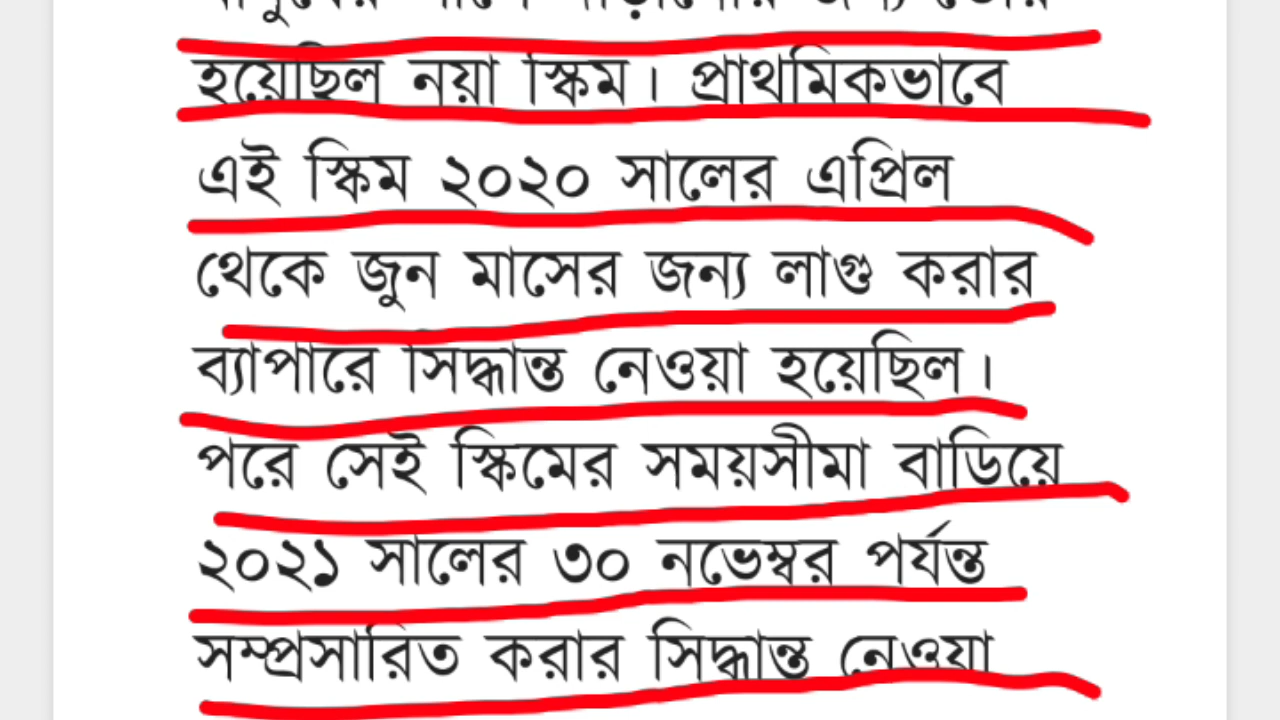 হয়েছিল নয়া স্কিম। প্রাথমিকভাবে
এই স্কিম ২০২০ সালের এপ্রিল
থেকে জুন মাসের জন্য লাগু করার
ব্যাপারে সিদ্ধান্ত নেওয়া হয়েছিল।
পরে সেই স্কিমের সময়সীমা বাড়িয়ে
২০২১ সালের ৩০ নভেম্বর পর্যন্ত
সম্প্রসারিত করার সিদ্ধান্ত নেওয়া